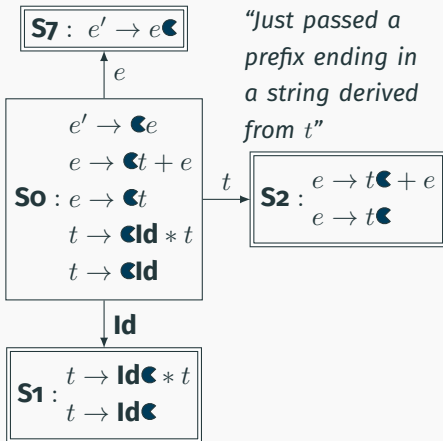 S7 : e′ → e
"Just passed a
prefix ending in
a string derived
from t"
e
S0 :
e′ → e
e → t + e
e → t
t → Id ∗ t
t → Id
t
S2 :
e → t + e
e → t
Id
S1 :
t → Id ∗ t
t → Id